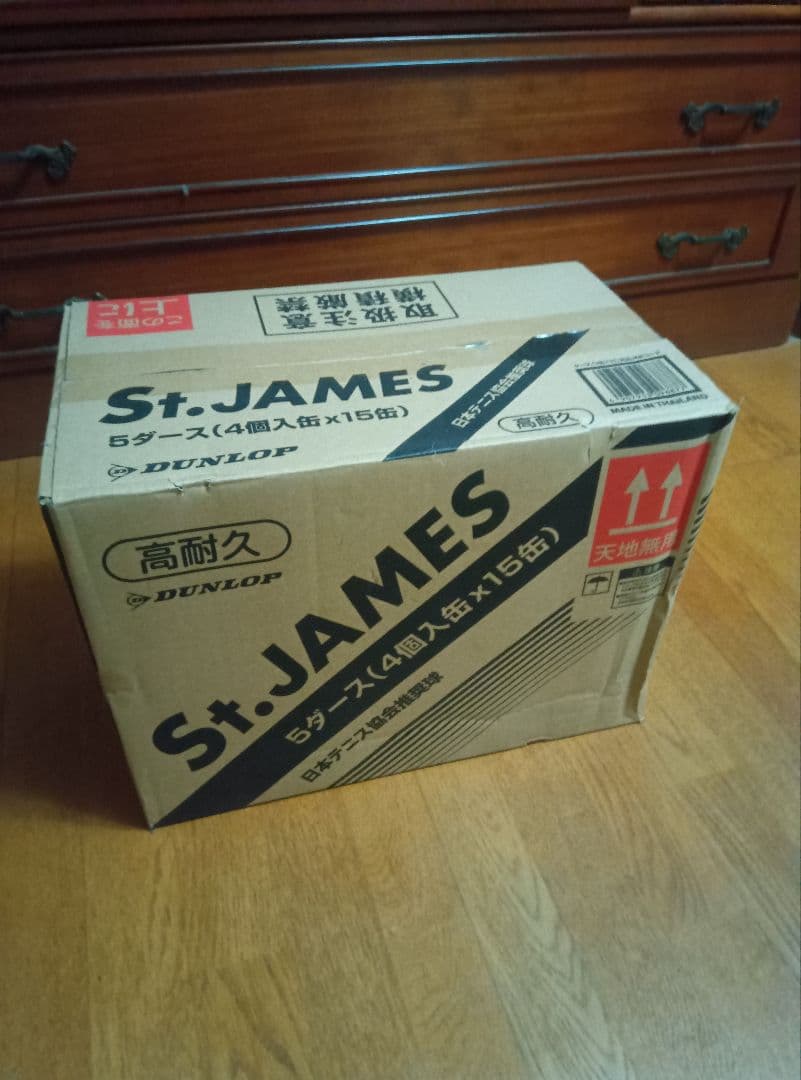 この面を
上に
取扱注意
横積厳禁
St.JAMES
5ダース(4個入缶x15缶)
DUNLOP
日本テニス協会推奨球
高耐久
MADE IN THAILAND
高耐久
DUNLOP
St.JAMES
5ダース(4個入缶x15缶)
日本テニス協会推奨球
天地無用